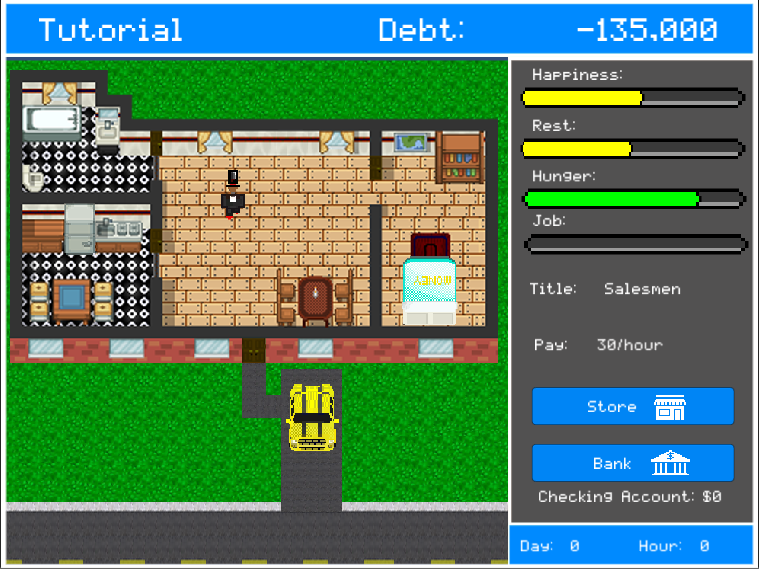 Tutorial Debt: -135,000
Happiness:
Rest:
Hunger:
Job:
Title: Salesmen
Pay: 30/hour
Store
Bank
Checking Account: $0
Day: 0 Hour: 0